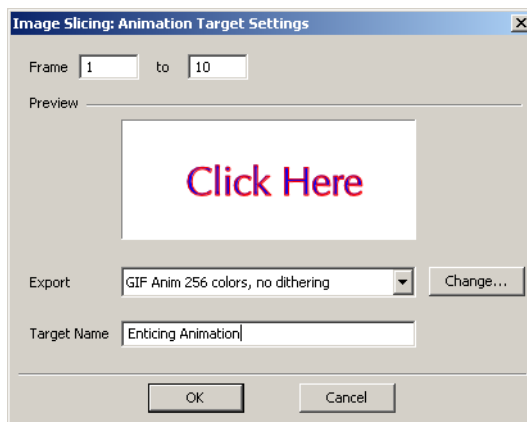 Image Slicing: Animation Target Settings
Frame 1 to 10
Preview
Click Here
Export GIF Anim 256 colors, no dithering Change...
Target Name Enticing Animation
OK Cancel